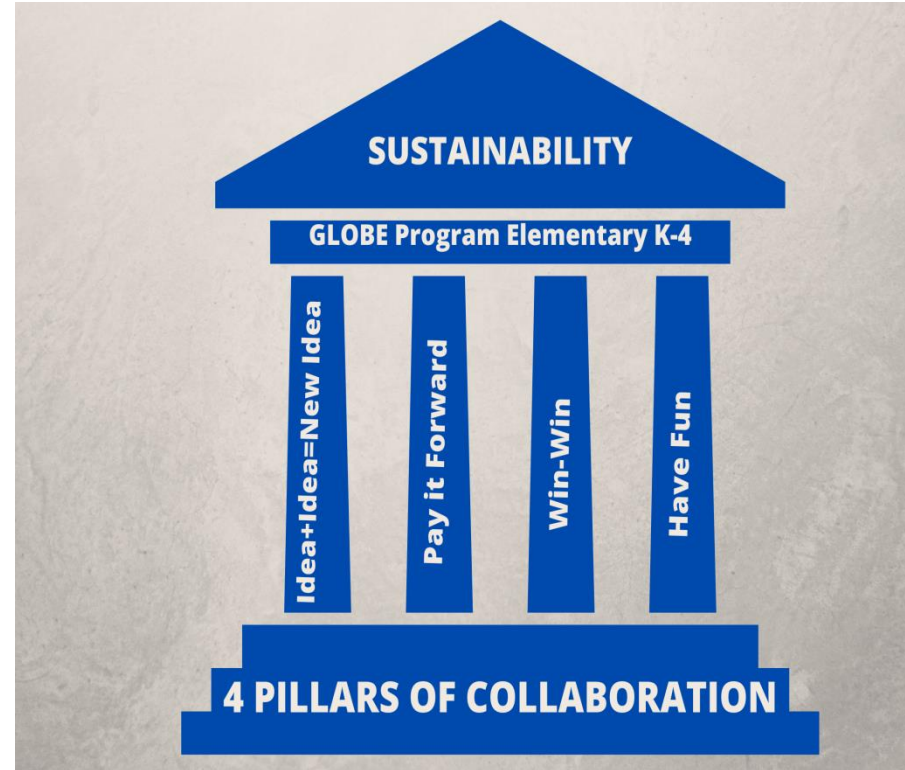 SUSTAINABILITY
GLOBE Program Elementary K-4
Idea+Idea=New Idea
Pay it Forward
Win-Win
Have Fun
4 PILLARS OF COLLABORATION